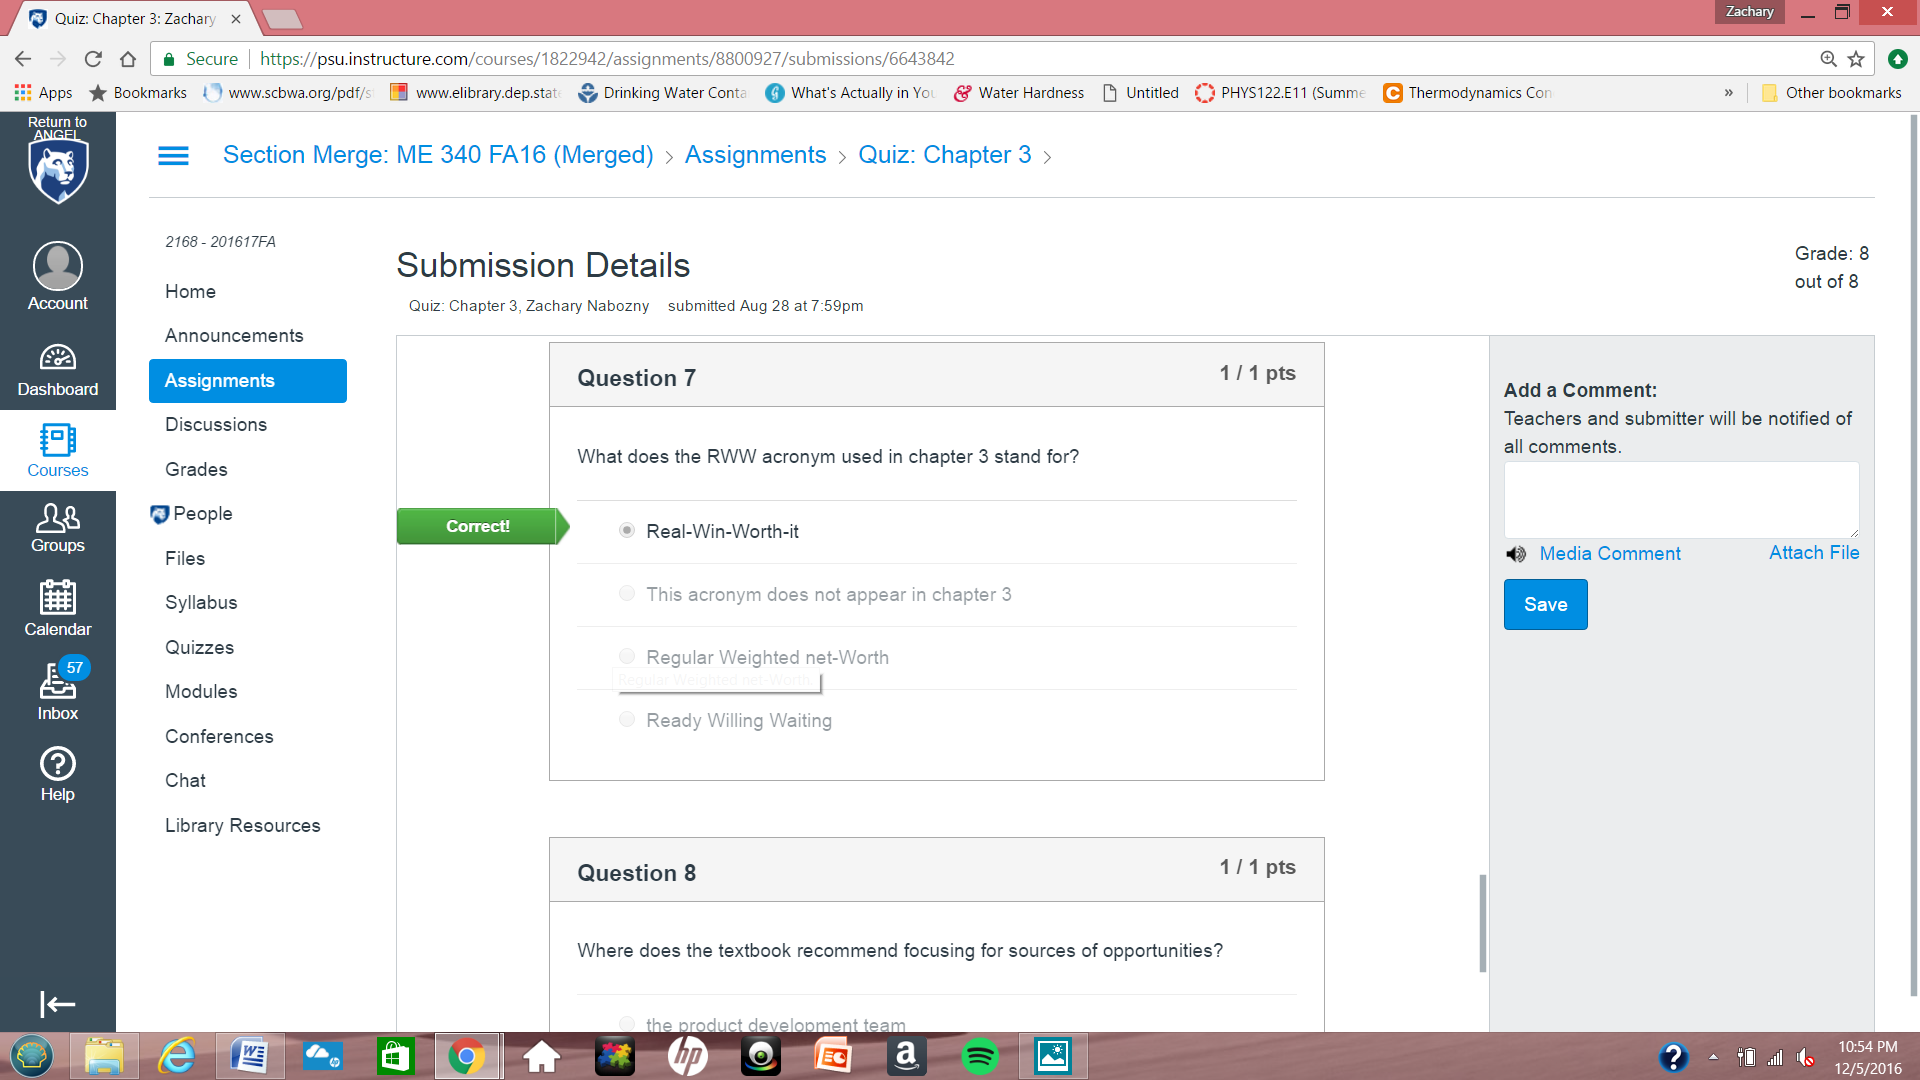 Quiz: Chapter 3: Zachary
Zachary
Secure https://psu.instructure.com/courses/1822942/assignments/8800927/submissions/6643842
Apps Bookmarks www.scbwa.org/pdf/s www.elibrary.dep.stat Drinking Water Conta What's Actually in Yo Water Hardness Untitled PHYS122.E11 (Summe Thermodynamics Con » Other bookmarks
Return to
ANGEL
Section Merge: ME 340 FA16 (Merged) > Assignments > Quiz: Chapter 3 >
2168 - 201617FA
Submission Details
Grade: 8
out of 8
Quiz: Chapter 3, Zachary Nabozny submitted Aug 28 at 7:59pm
Account
Dashboard
Courses
Groups
Calendar
57
Inbox
Help
Home
Announcements
Assignments
Discussions
Grades
People
Files
Syllabus
Quizzes
Modules
Conferences
Chat
Library Resources
Question 7 1 / 1 pts
What does the RWW acronym used in chapter 3 stand for?
Correct!
Real-Win-Worth-it
This acronym does not appear in chapter 3
Regular Weighted net-Worth
Regular Weighted net-Worth
Ready Willing Waiting
Question 8 1 / 1 pts
Where does the textbook recommend focusing for sources of opportunities?
the product development team
Add a Comment:
Teachers and submitter will be notified of
all comments.
Media Comment Attach File
Save
10:54 PM
12/5/2016